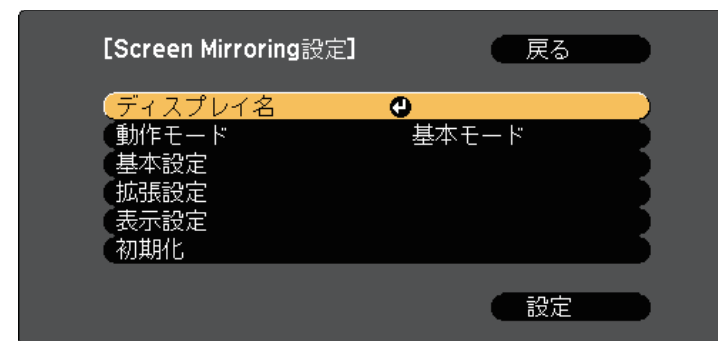 [Screen Mirroring設定] 戻る
ディスプレイ名
動作モード 基本モード
基本設定
拡張設定
表示設定
初期化
設定